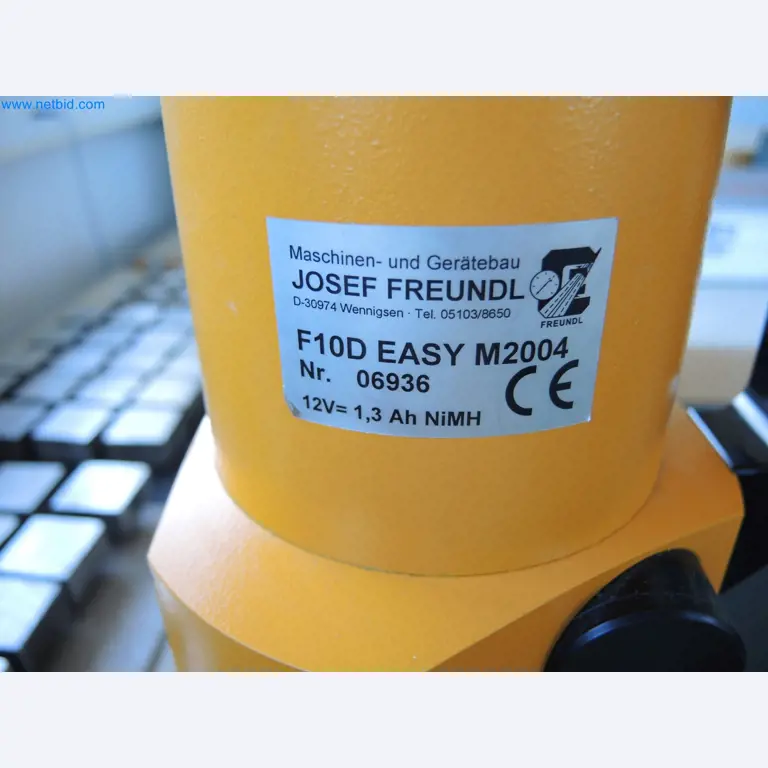 www.netbid.com
Maschinen- und Gerätebau
JOSEF FREUNDL
D-30974 Wennigsen · Tel. 05103/8650
FREUNDL
F10D EASY M2004
Nr. 06936
CE
12V= 1,3 Ah NiMH